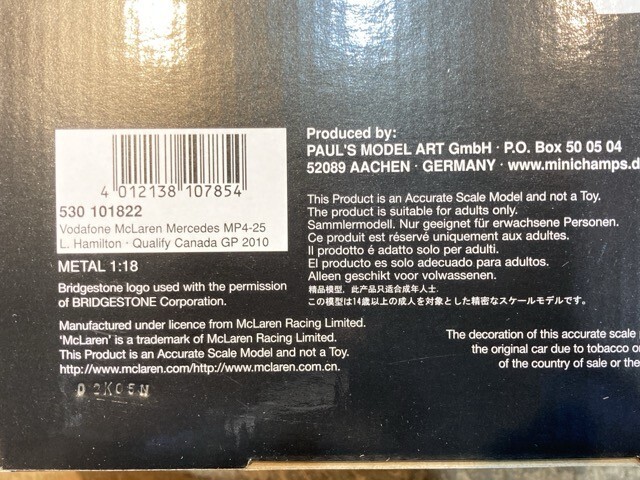 4 012138 107854
530 101822
Vodafone McLaren Mercedes MP4-25
L. Hamilton · Qualify Canada GP 2010
METAL 1:18
Bridgestone logo used with the permission
of BRIDGESTONE Corporation.
Manufactured under licence from McLaren Racing Limited.
'McLaren' is a trademark of McLaren Racing Limited.
This Product is an Accurate Scale Model and not a Toy.
http://www.mclaren.com/http://www.mclaren.com.cn.
Produced by:
PAUL'S MODEL ART GmbH · P.O. Box 50 05 04
52089 AACHEN · GERMANY · www.minichamps.d
This Product is an Accurate Scale Model and not a Toy.
The product is suitable for adults only.
Sammlermodell. Nur geeignet für erwachsene Personen.
Ce produit est réservé uniquement aux adultes.
Il prodotto é adatto solo per adulti.
El producto es solo adecuado para adultos.
Alleen geschikt voor volwassenen.
精品模型，此产品只适合成年人士.
この模型は14歳以上の成人を対象とした精密なスケールモデルです。
The decoration of this accurate scale
the original car due to tobacco o
of the country of sale or the